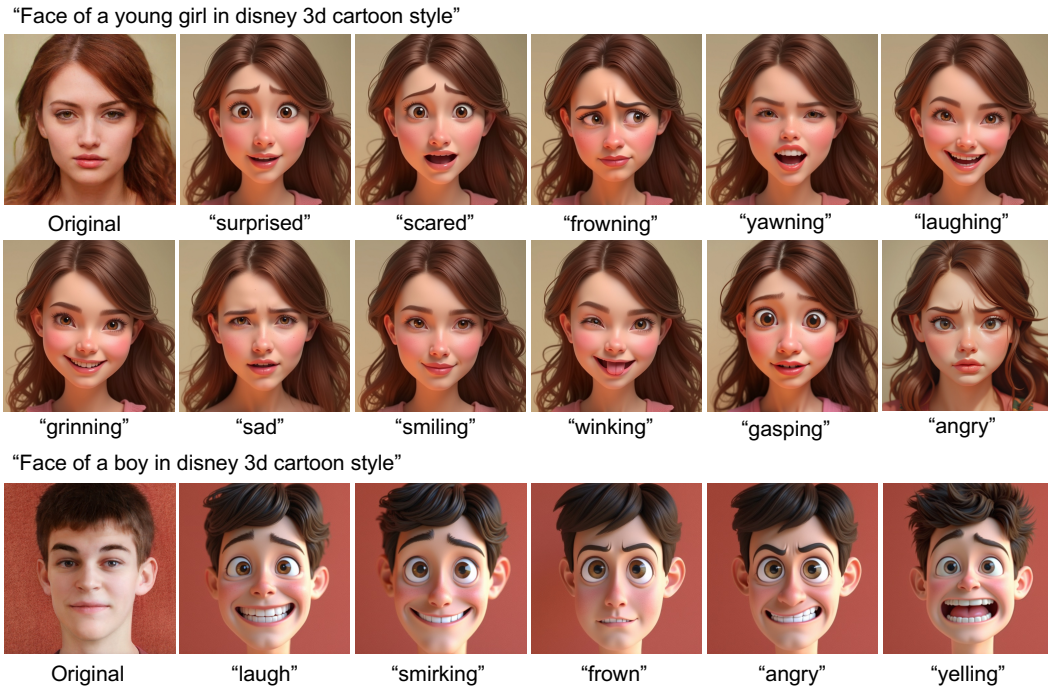 “Face of a young girl in disney 3d cartoon style”
Original “surprised” “scared” “frowning” “yawning” “laughing”
“grinning” “sad” “smiling” “winking” “gasping” “angry”
“Face of a boy in disney 3d cartoon style”
Original “laugh” “smirking” “frown” “angry” “yelling”